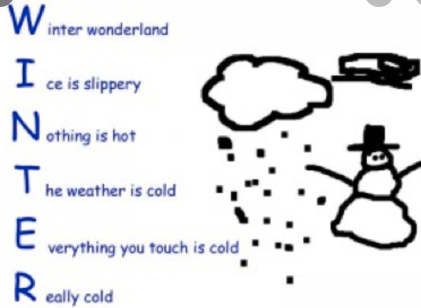 Winter wonderland
Ice is slippery
Nothing is hot
The weather is cold
Everything you touch is cold
Really cold